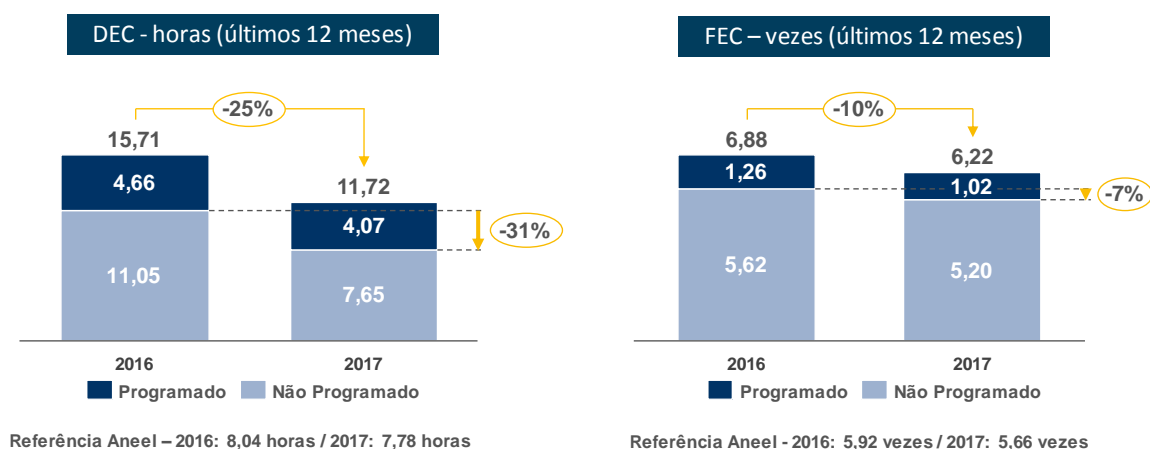 DEC - horas (últimos 12 meses)
-25%
15,71
4,66
11,72
4,07
-31%
11,05
7,65
2016
2017
Programado
Não Programado
Referência Aneel – 2016: 8,04 horas / 2017: 7,78 horas
FEC – vezes (últimos 12 meses)
-10%
6,88
6,22
1,26
1,02
-7%
5,62
5,20
2016
2017
Programado
Não Programado
Referência Aneel - 2016: 5,92 vezes / 2017: 5,66 vezes